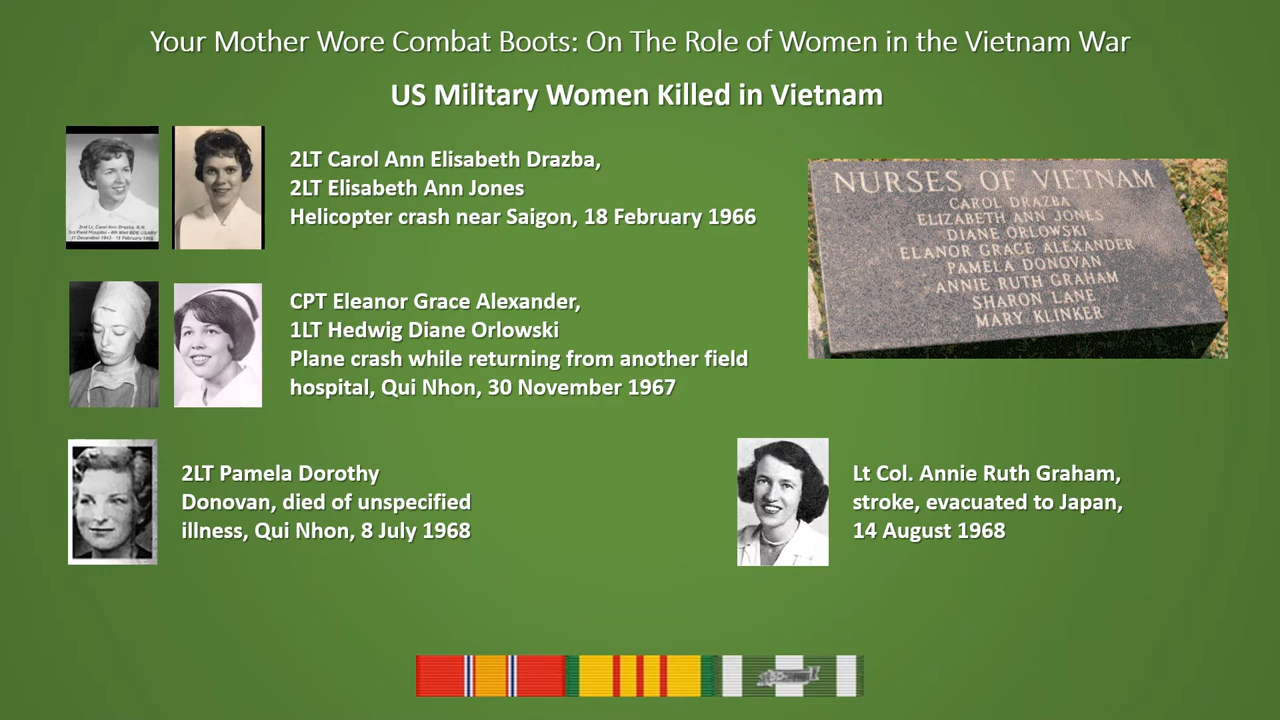 Your Mother Wore Combat Boots: On The Role of Women in the Vietnam War
US Military Women Killed in Vietnam
2nd Lt. Carol Ann Drazba, R.N.
2LT Carol Ann Elisabeth Drazba,
2LT Elisabeth Ann Jones
Helicopter crash near Saigon, 18 February 1966
NURSES OF VIETNAM
CAROL DRAZBA
ELIZABETH ANN JONES
DIANE ORLOWSKI
ELANOR GRACE ALEXANDER
PAMELA DONOVAN
ANNIE RUTH GRAHAM
SHARON LANE
MARY KLINKER
CPT Eleanor Grace Alexander,
1LT Hedwig Diane Orlowski
Plane crash while returning from another field
hospital, Qui Nhon, 30 November 1967
2LT Pamela Dorothy
Donovan, died of unspecified
illness, Qui Nhon, 8 July 1968
Lt Col. Annie Ruth Graham,
stroke, evacuated to Japan,
14 August 1968